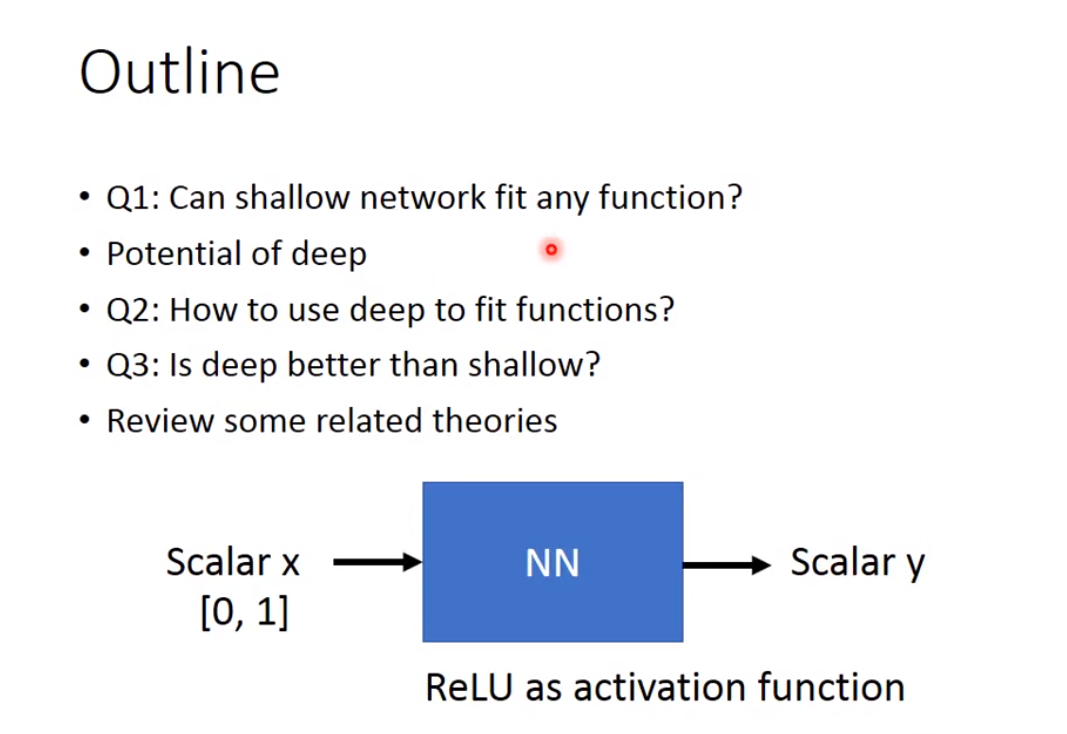 Outline
• Q1: Can shallow network fit any function?
• Potential of deep
• Q2: How to use deep to fit functions?
• Q3: Is deep better than shallow?
• Review some related theories
Scalar x
[0, 1]
NN
Scalar y
ReLU as activation function